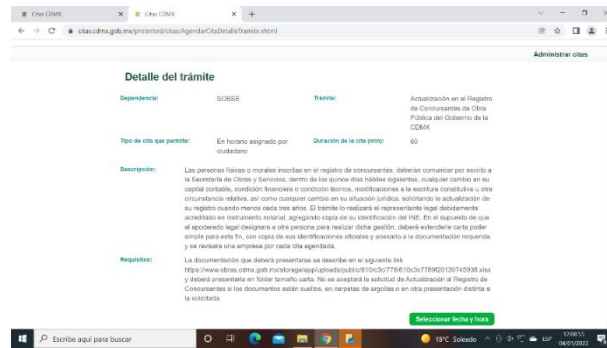 Citas CDMX
Citas CDMX
citas.cdmx.gob.mx/protected/citas/AgendarCitaDetalleTramite.xhtml
Administrar citas
Detalle del trámite
Dependencia: SOBSE Trámite: Actualización en el Registro
de Concursantes de Obra
Pública del Gobierno de la
CDMX
Tipo de cita que permite: En horario asignado por Duración de la cita (min): 60
ciudadano
Descripción: Las personas físicas o morales inscritas en el registro de concursantes, deberán comunicar por escrito a
la Secretaría de Obras y Servicios, dentro de los quince días hábiles siguientes, cualquier cambio en su
capital contable, condición financiera o condición técnica, modificaciones a la escritura constitutiva u otra
circunstancia relativa, así como cualquier cambio en su situación jurídica, solicitando la actualización de
su registro cuando menos cada tres años. El trámite lo realizará el representante legal debidamente
acreditado en instrumento notarial, agregando copia de su identificación del INE. En el supuesto de que
el apoderado legal designara a otra persona para realizar dicha gestión, deberá extenderle carta poder
simple para este fin, con copia de sus identificaciones oficiales y anexarlo a la documentación requerida
y se revisara una empresa por cada cita agendada.
Requisitos: La documentación que deberá presentarse se describe en el siguiente link
y deberá presentarla en folder tamaño carta. No se aceptará la solicitud de Actualización al Registro de
Concursantes si los documentos están sueltos, en carpetas de argollas o en otra presentación distinta a
la solicitada.
Seleccionar fecha y hora
Escribe aquí para buscar
18°C Soleado ESP
04/01/2022